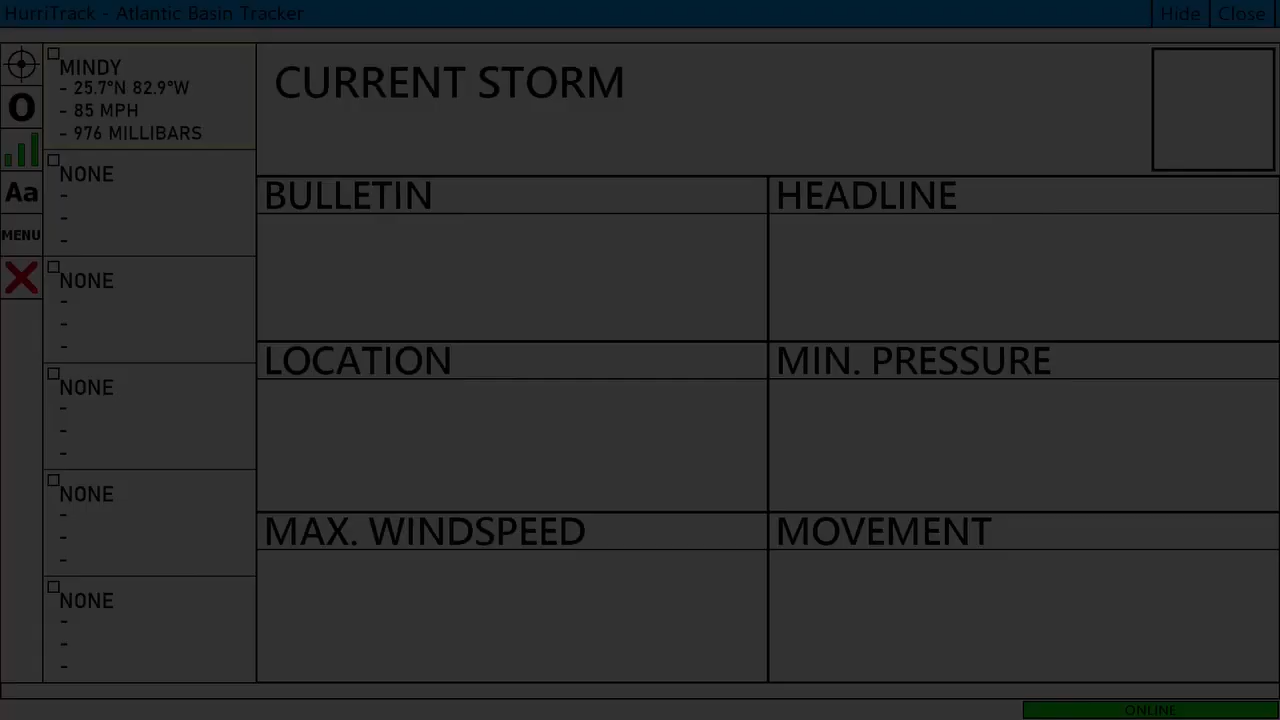 HurriTrack - Atlantic Basin Tracker
Hide
Close
O
Aa
MENU
MINDY
- 25.7°N 82.9°W
- 85 MPH
- 976 MILLIBARS
NONE
-
-
-
NONE
-
-
-
NONE
-
-
-
NONE
-
-
-
NONE
-
-
-
CURRENT STORM
BULLETIN
HEADLINE
LOCATION
MIN. PRESSURE
MAX. WINDSPEED
MOVEMENT
ONLINE